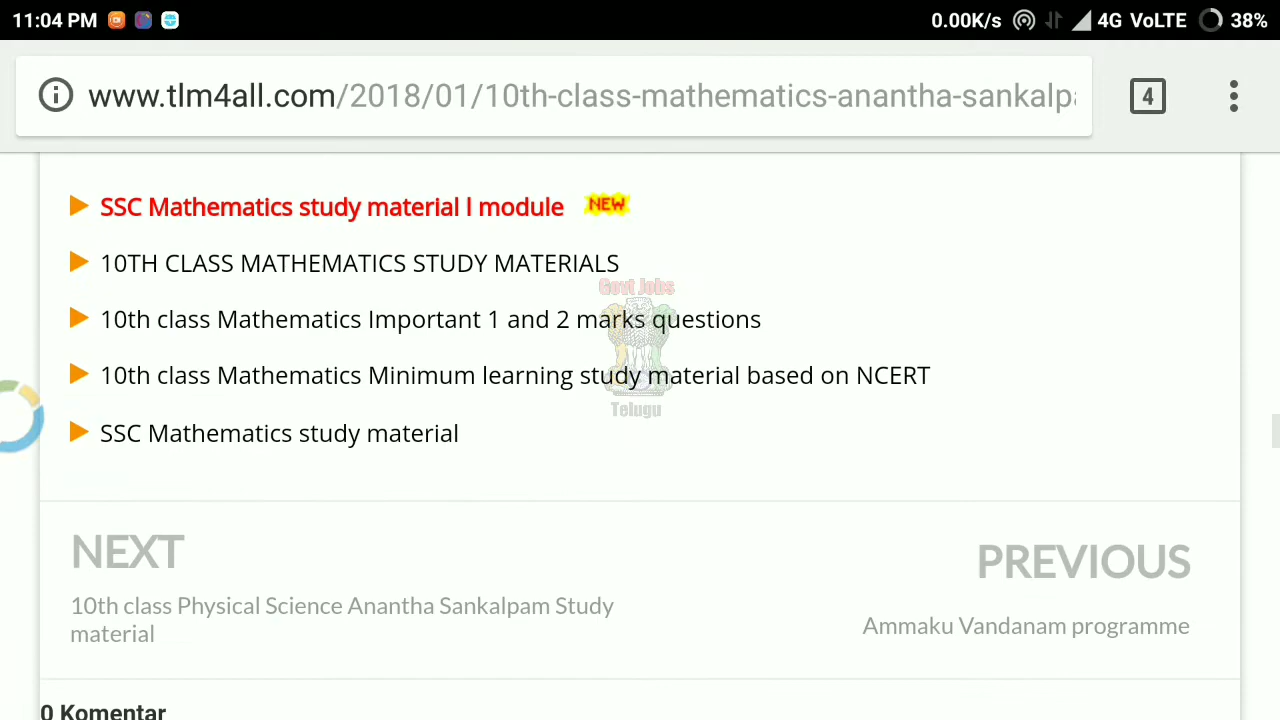 11:04 PM
0.00K/s 4G VoLTE 38%
www.tlm4all.com/2018/01/10th-class-mathematics-anantha-sankalpa
4
SSC Mathematics study material I module NEW
10TH CLASS MATHEMATICS STUDY MATERIALS
Govt Jobs
10th class Mathematics Important 1 and 2 marks questions
10th class Mathematics Minimum learning study material based on NCERT
Telugu
SSC Mathematics study material
NEXT
PREVIOUS
10th class Physical Science Anantha Sankalpam Study
material
Ammaku Vandanam programme
0 Komentar